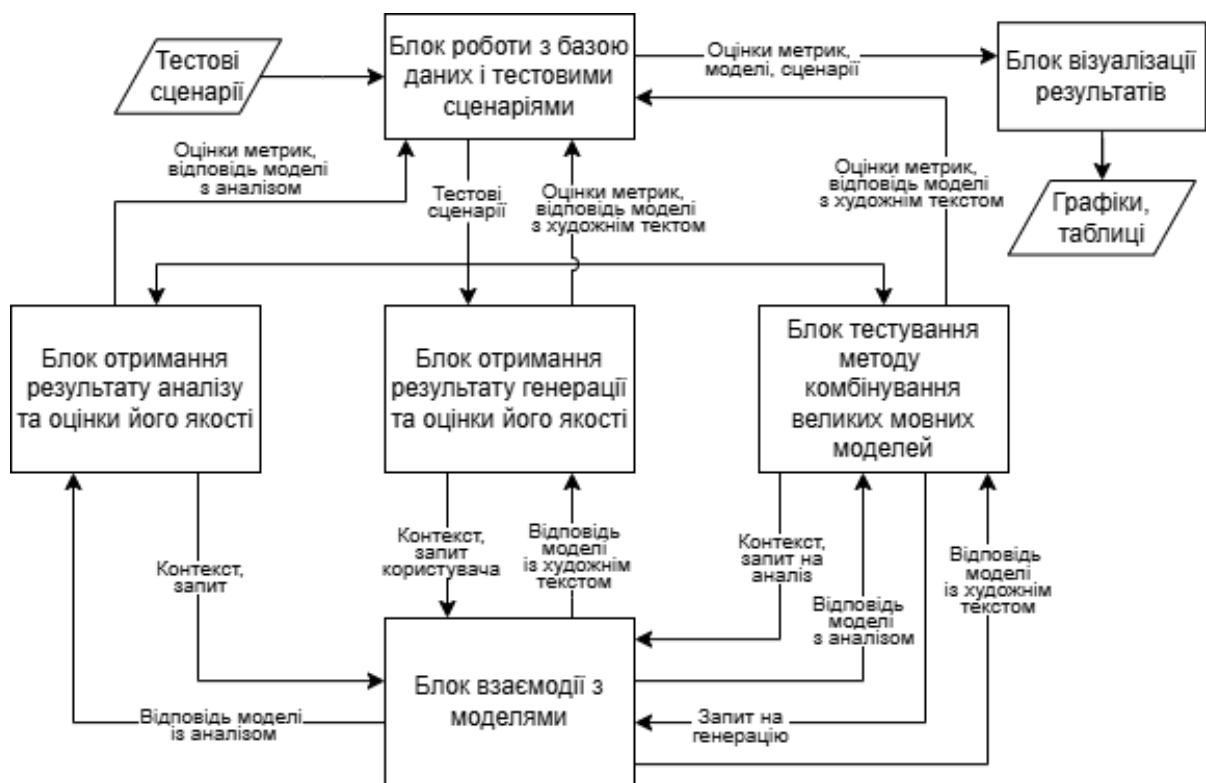 Тестові
сценарії
Блок роботи з базою
даних і тестовими
сценаріями
Оцінки метрик,
моделі, сценарії
Блок візуалізації
результатів
Графіки,
таблиці
Оцінки метрик,
відповідь моделі
з аналізом
Тестові
сценарії
Оцінки метрик,
відповідь моделі
з художнім тектом
Оцінки метрик,
відповідь моделі
з художнім текстом
Блок отримання
результату аналізу
та оцінки його якості
Блок отримання
результату генерації
та оцінки його якості
Блок тестування
методу
комбінування
великих мовних
моделей
Контекст,
запит
Контекст,
запит
користувача
Відповідь
моделі
із художнім
текстом
Контекст,
запит на
аналіз
Відповідь
моделі
з аналізом
Відповідь
моделі
із художнім
текстом
Блок взаємодії з
моделями
Відповідь моделі
із аналізом
Запит на
генерацію